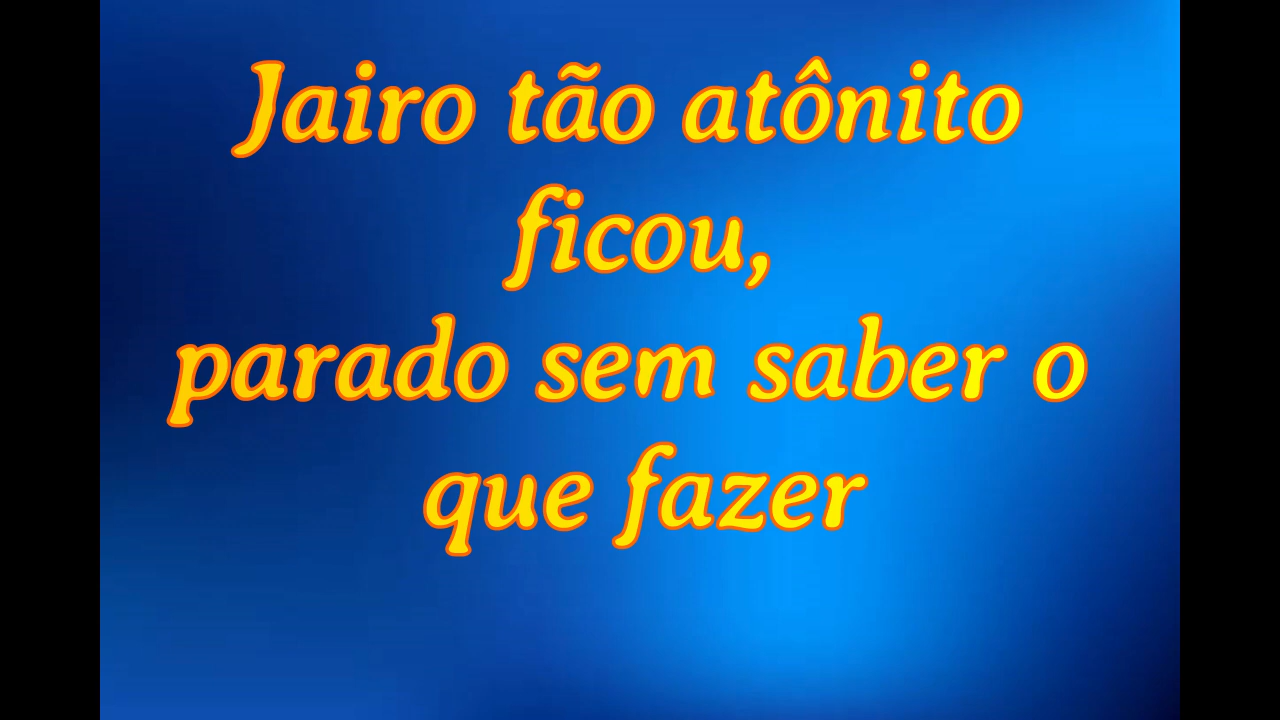 Jairo tão atônito
ficou,
parado sem saber o
que fazer